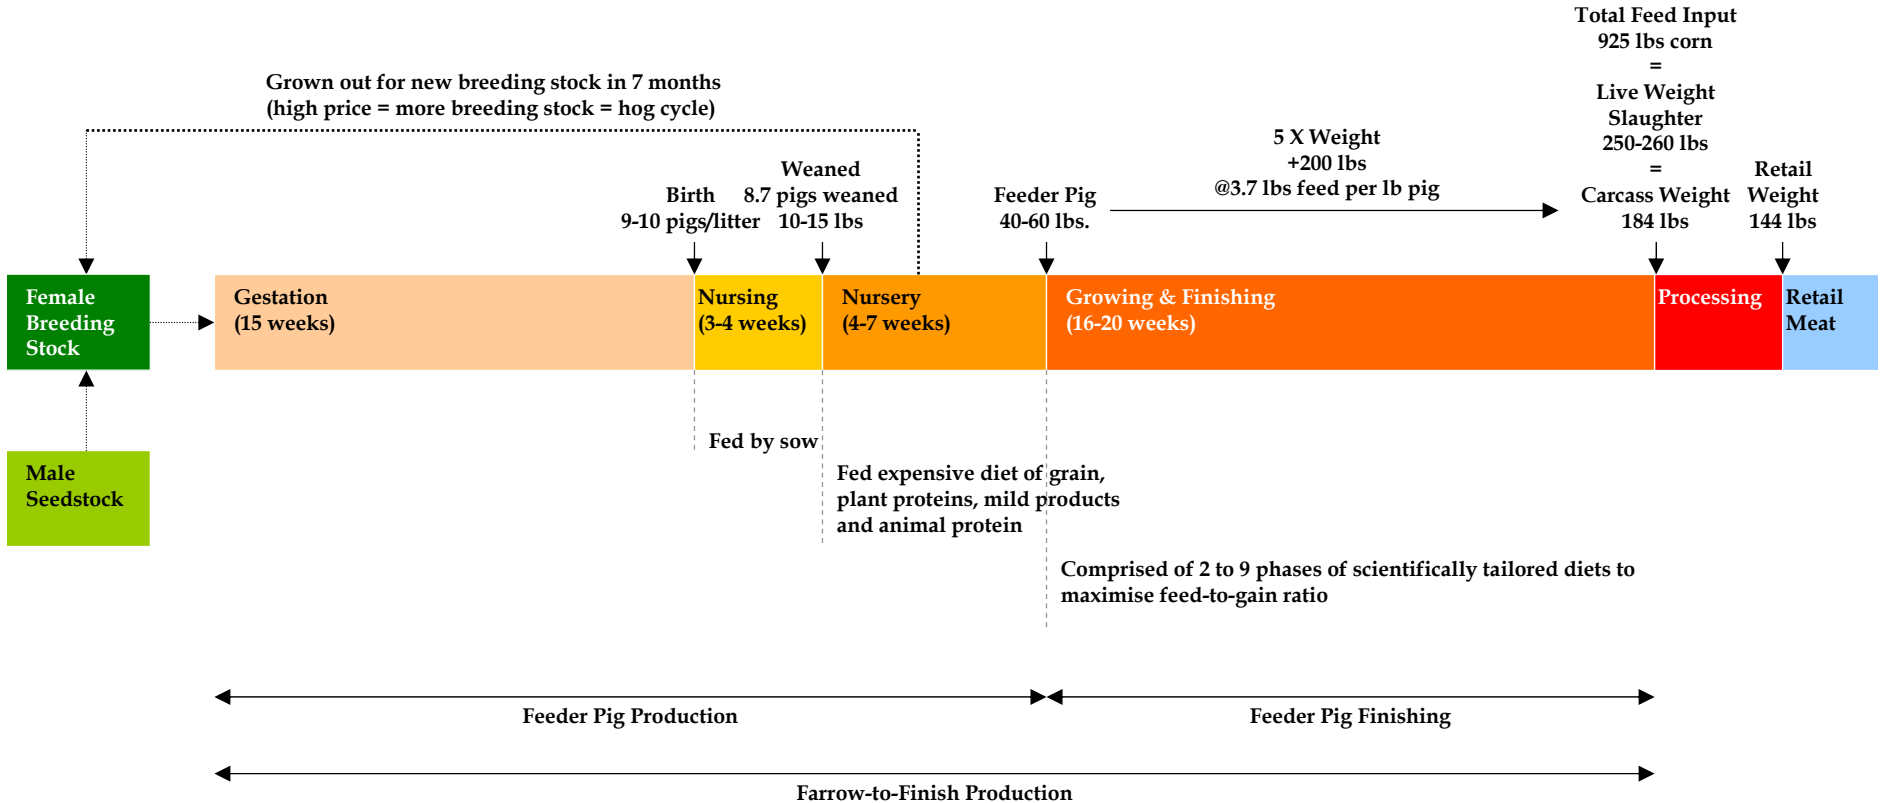 Total Feed Input
925 lbs corn
=
Live Weight
Slaughter
250-260 lbs
=
Carcass Weight
184 lbs
Grown out for new breeding stock in 7 months
(high price = more breeding stock = hog cycle)
5 X Weight
+200 lbs
@3.7 lbs feed per lb pig
Birth
9-10 pigs/litter
Weaned
8.7 pigs weaned
10-15 lbs
Feeder Pig
40-60 lbs.
Retail
Weight
144 lbs
Female
Breeding
Stock
Gestation
(15 weeks)
Nursing
(3-4 weeks)
Nursery
(4-7 weeks)
Growing & Finishing
(16-20 weeks)
Processing
Retail
Meat
Male
Seedstock
Fed by sow
Fed expensive diet of grain,
plant proteins, mild products
and animal protein
Comprised of 2 to 9 phases of scientifically tailored diets to
maximise feed-to-gain ratio
Feeder Pig Production
Feeder Pig Finishing
Farrow-to-Finish Production